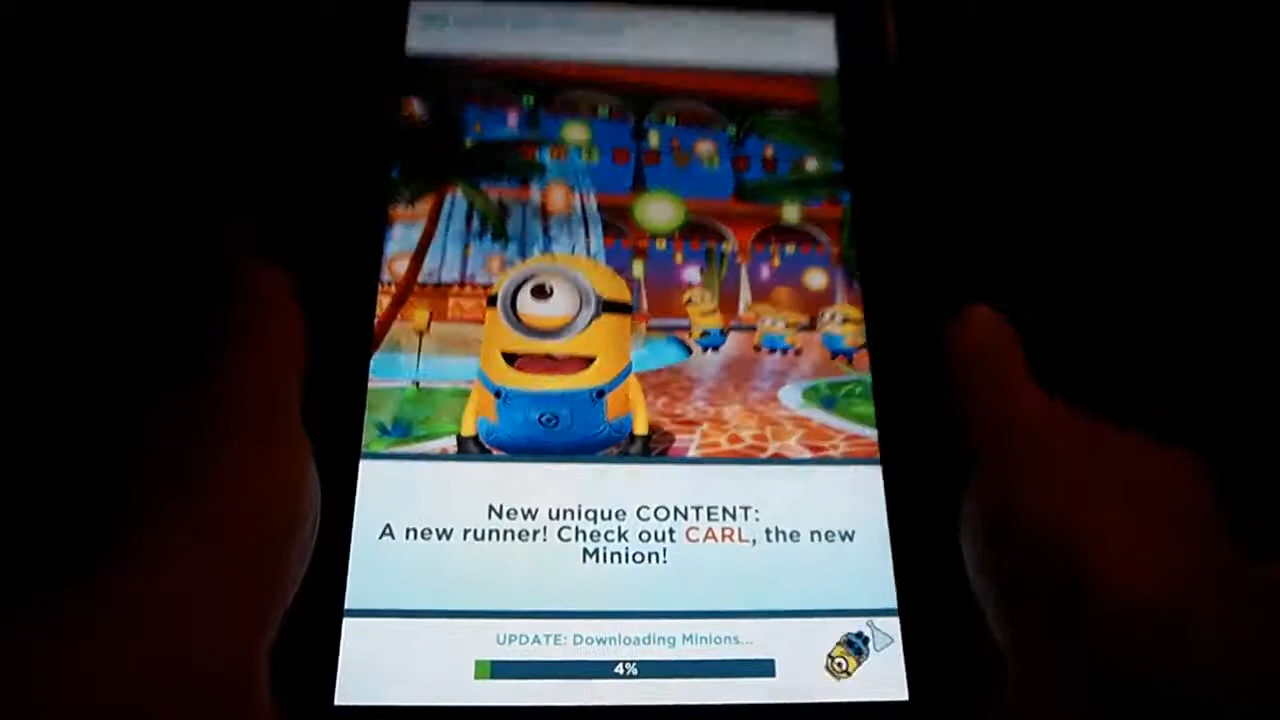 New unique CONTENT:
A new runner! Check out CARL, the new
Minion!
UPDATE: Downloading Minions...
4%